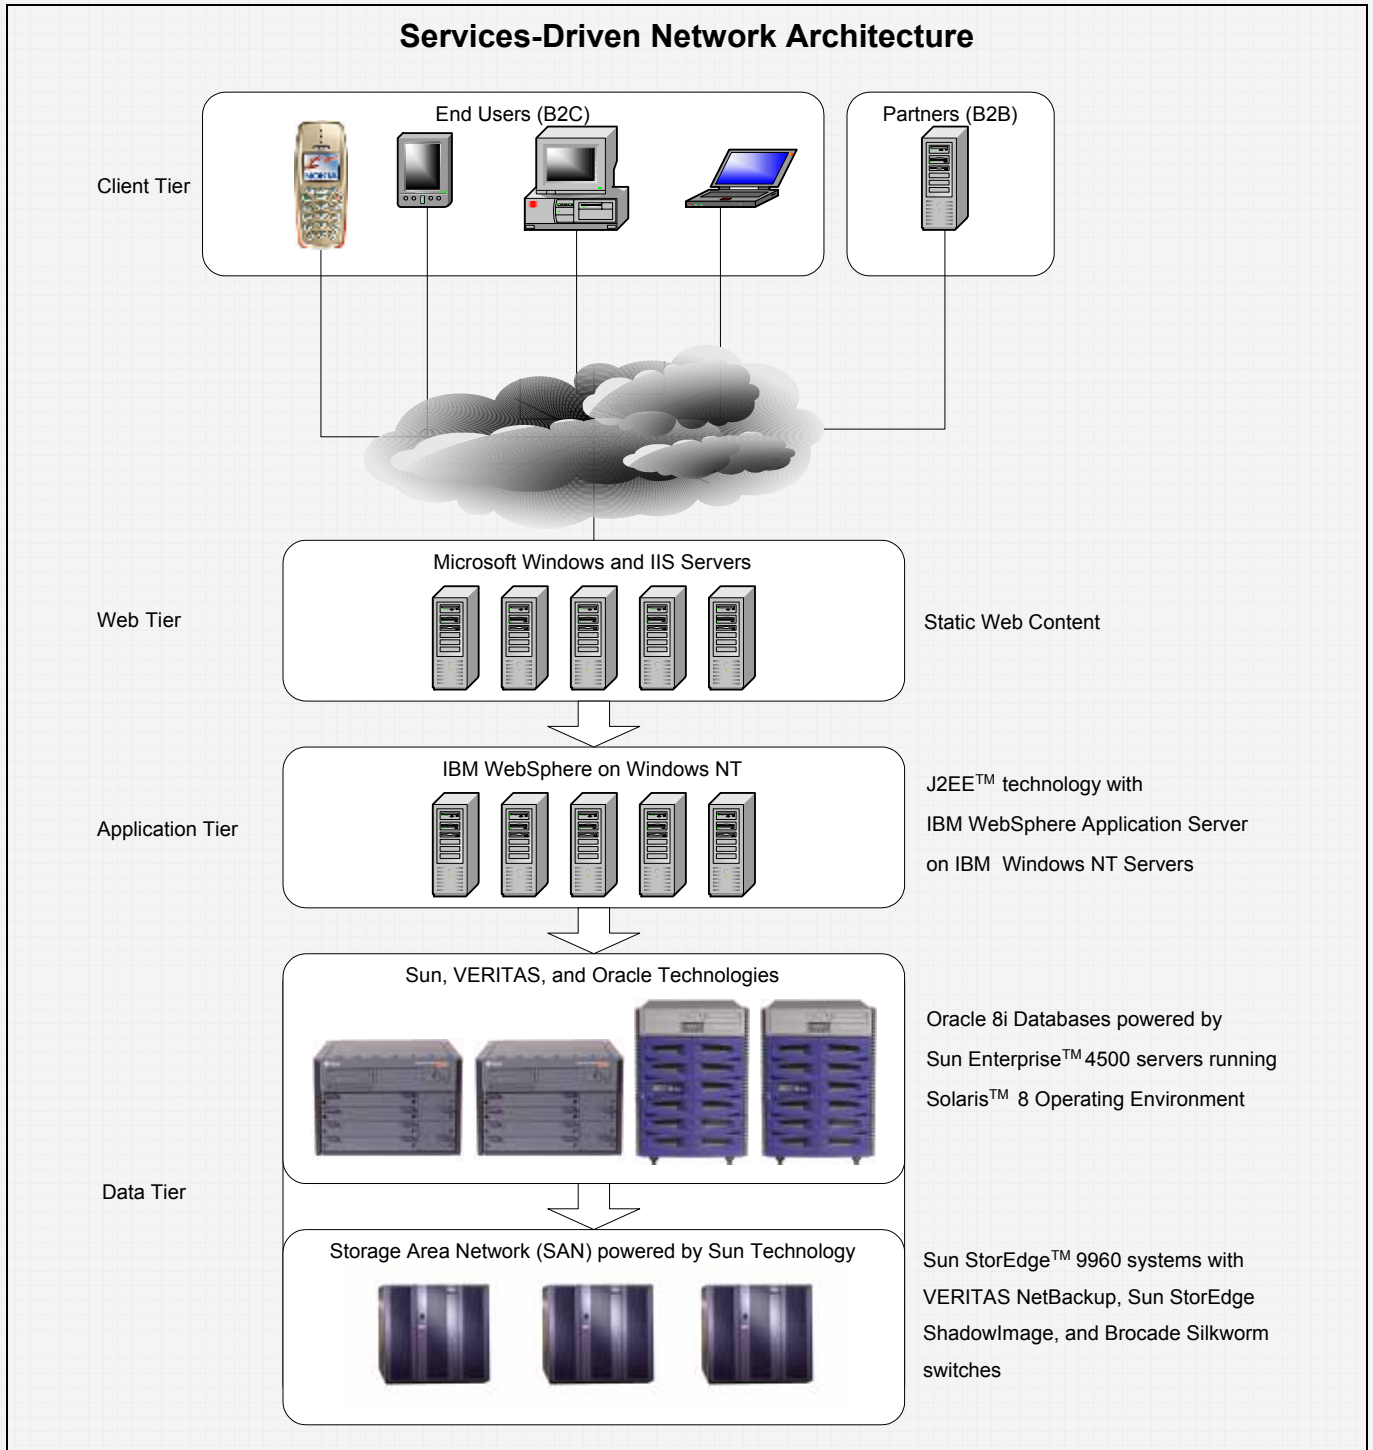 Services-Driven Network Architecture
End Users (B2C)
Partners (B2B)
Client Tier
NOKIA
Microsoft Windows and IIS Servers
Web Tier
Static Web Content
IBM WebSphere on Windows NT
Application Tier
J2EE™ technology with
IBM WebSphere Application Server
on IBM Windows NT Servers
Sun, VERITAS, and Oracle Technologies
Oracle 8i Databases powered by
Sun Enterprise™ 4500 servers running
Solaris™ 8 Operating Environment
Data Tier
Storage Area Network (SAN) powered by Sun Technology
Sun StorEdge™ 9960 systems with
VERITAS NetBackup, Sun StorEdge
ShadowImage, and Brocade Silkworm
switches